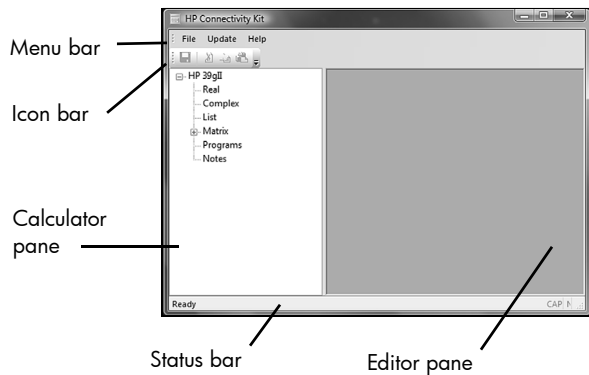 HP Connectivity Kit
Menu bar
File Update Help
Icon bar
HP 39gII
Real
Complex
List
Matrix
Programs
Notes
Calculator
pane
Ready
CAP N
Status bar
Editor pane